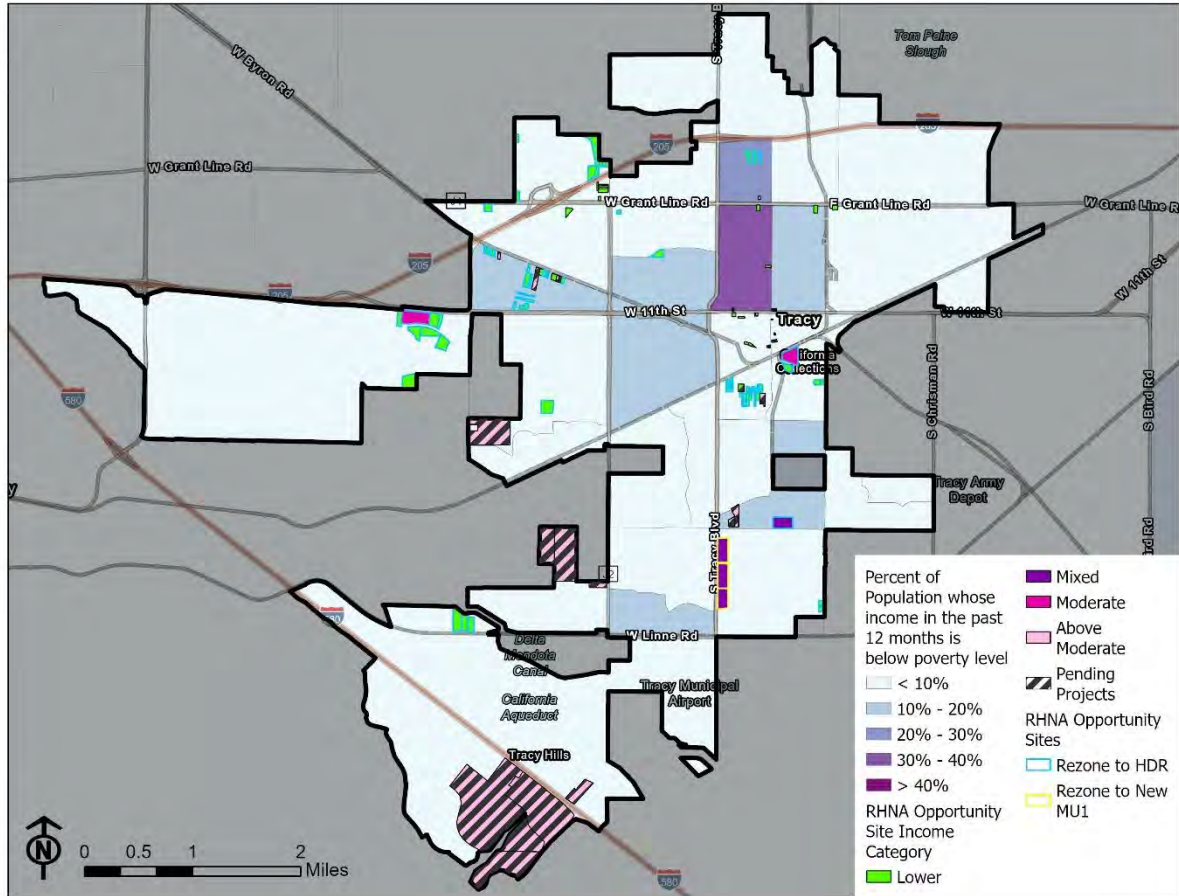 S Tracy B
Tom Paine
Slough
W Byron Rd
205
205
W Grant Line Rd
W Grant Line Rd
E Grant Line Rd
W Grant Line R
205
205
W 11th St
W 11th St
W 11th St
Tracy
California
Collections
580
S Chrisman Rd
S Bird Rd
Tracy Army
Depot
S Tracy Blvd
W Linne Rd
580
Delta
Mendota
Canal
California
Aqueduct
Tracy Municipal
Airport
Tracy Hills
N
0 0.5 1 2
Miles
Percent of
Population whose
income in the past
12 months is
below poverty level
< 10%
10% - 20%
20% - 30%
30% - 40%
> 40%
RHNA Opportunity
Site Income
Category
Lower
Mixed
Moderate
Above
Moderate
Pending
Projects
RHNA Opportunity
Sites
Rezone to HDR
Rezone to New
MU1